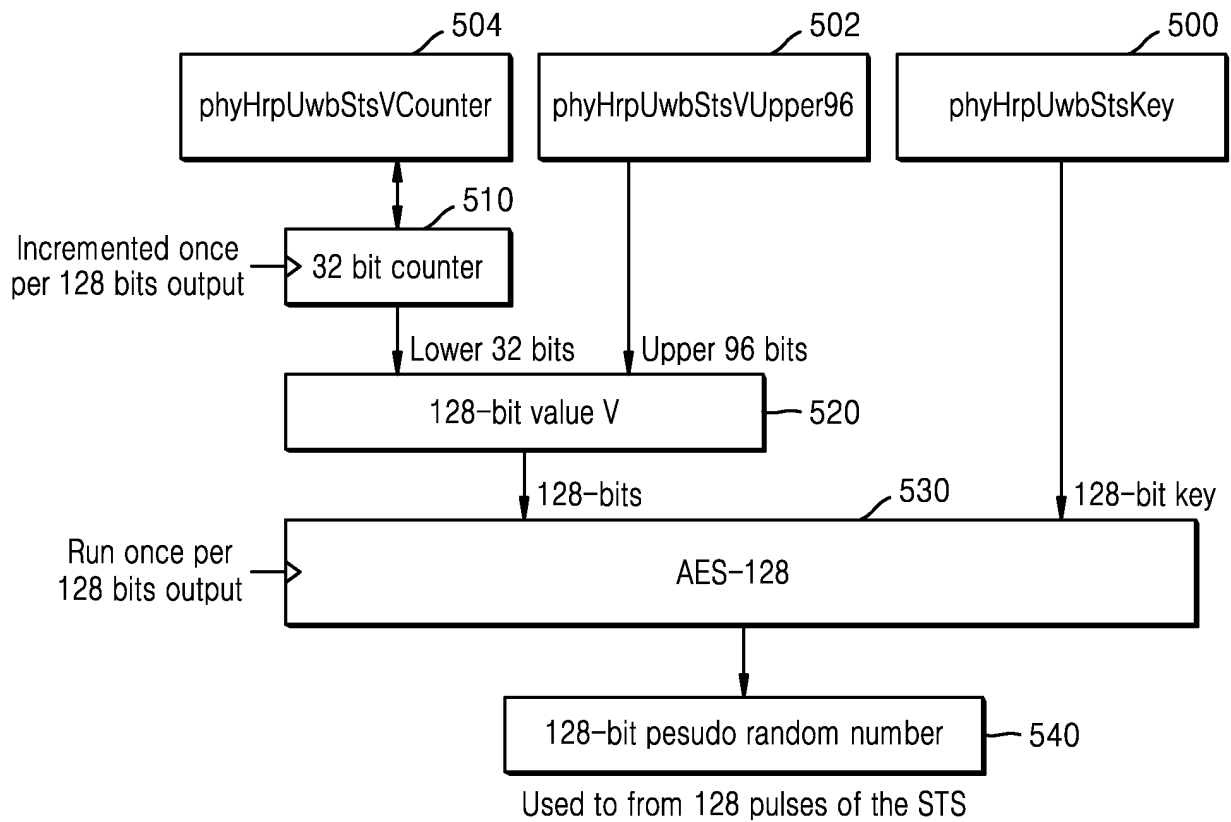 504
502
500
phyHrpUwbStsVCounter
phyHrpUwbStsVUpper96
phyHrpUwbStsKey
510
Incremented once
per 128 bits output
32 bit counter
Lower 32 bits
Upper 96 bits
128-bit value V
520
128-bits
530
128-bit key
Run once per
128 bits output
AES-128
128-bit pesudo random number
540
Used to from 128 pulses of the STS